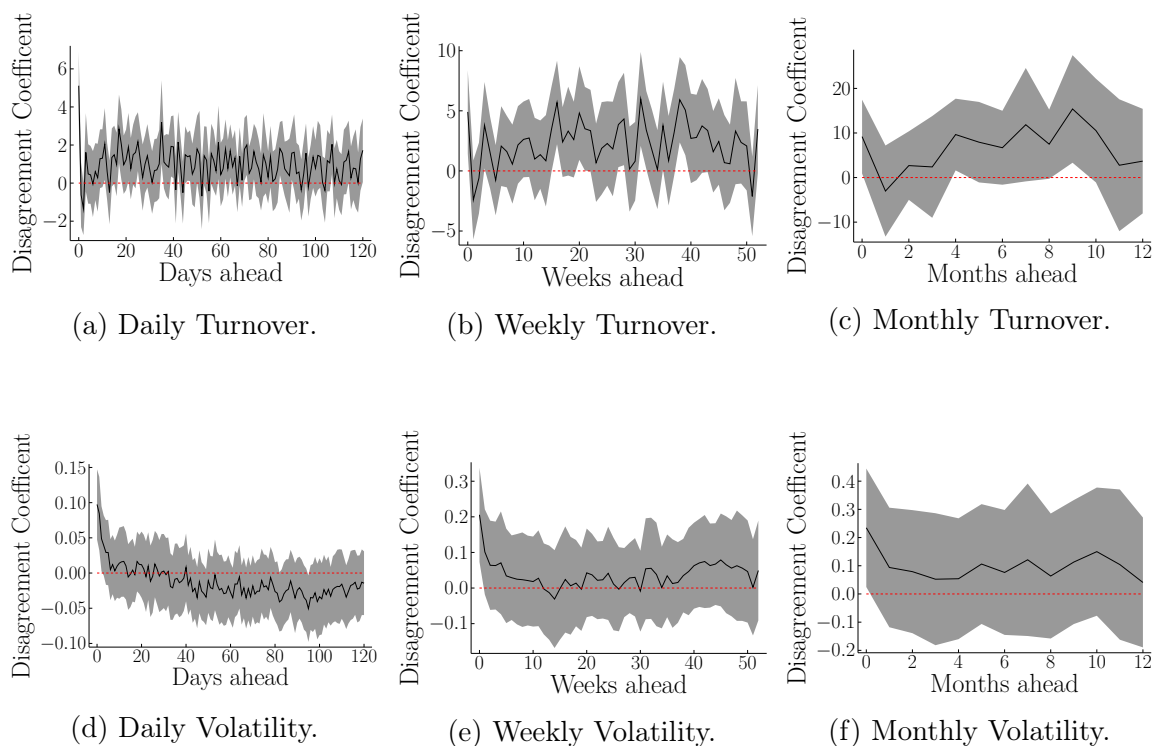 Disagreement Coefficent
6
4
2
0
−2
0 20 40 60 80 100 120
Days ahead
(a) Daily Turnover.
Disagreement Coefficent
10
5
0
−5
0 10 20 30 40 50
Weeks ahead
(b) Weekly Turnover.
Disagreement Coefficent
20
10
0
−10
0 2 4 6 8 10 12
Months ahead
(c) Monthly Turnover.
Disagreement Coefficent
0.15
0.10
0.05
0.00
−0.05
−0.10
0 20 40 60 80 100 120
Days ahead
(d) Daily Volatility.
Disagreement Coefficent
0.3
0.2
0.1
0.0
−0.1
0 10 20 30 40 50
Weeks ahead
(e) Weekly Volatility.
Disagreement Coefficent
0.4
0.3
0.2
0.1
0.0
−0.1
−0.2
0 2 4 6 8 10 12
Months ahead
(f) Monthly Volatility.